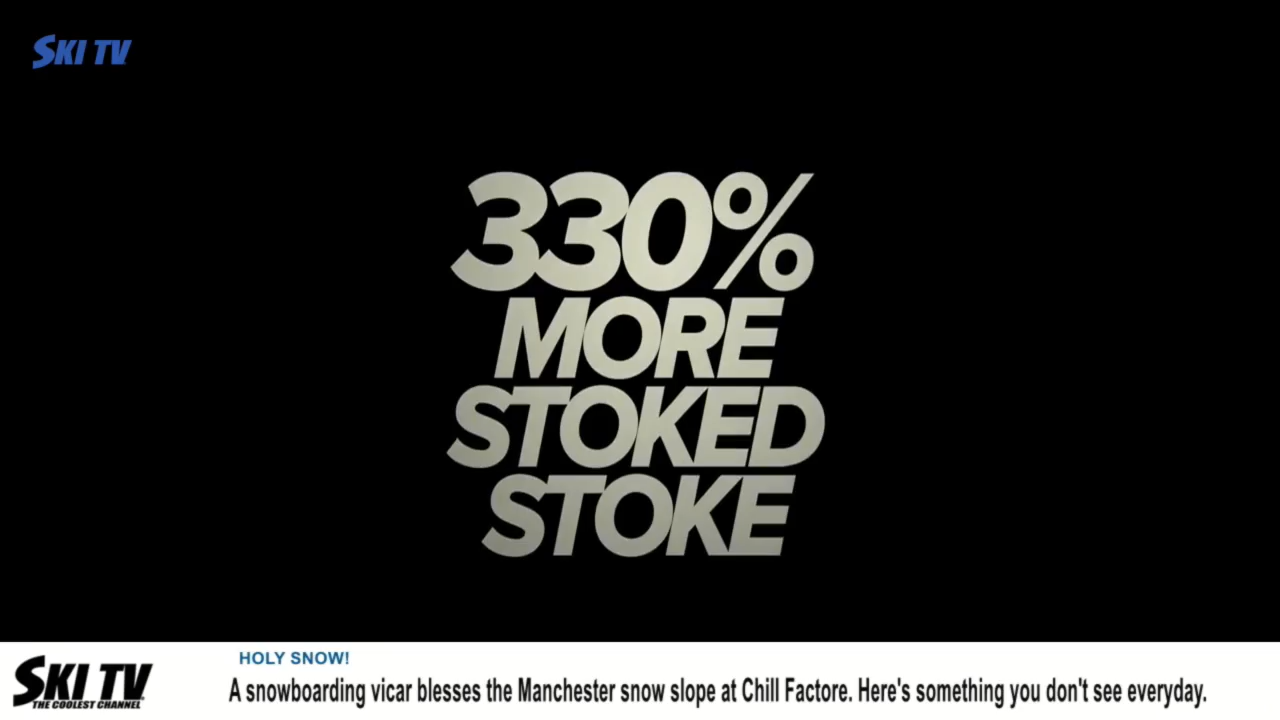 SKI TV
330%
MORE
STOKED
STOKE
HOLY SNOW!
SKI TV
THE COOLEST CHANNEL
A snowboarding vicar blesses the Manchester snow slope at Chill Factore. Here's something you don't see everyday.